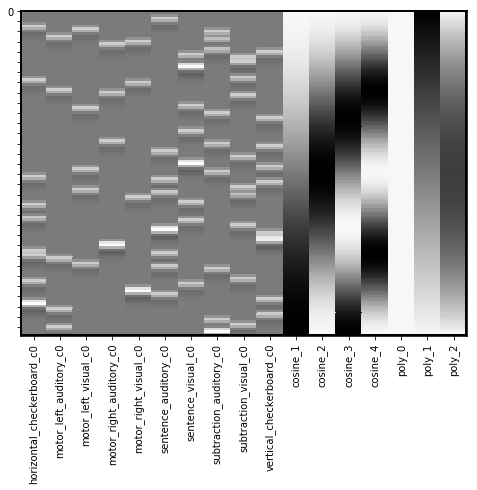 0
horizontal_checkerboard_c0
motor_left_auditory_c0
motor_left_visual_c0
motor_right_auditory_c0
motor_right_visual_c0
sentence_auditory_c0
sentence_visual_c0
subtraction_auditory_c0
subtraction_visual_c0
vertical_checkerboard_c0
cosine_1
cosine_2
cosine_3
cosine_4
poly_0
poly_1
poly_2